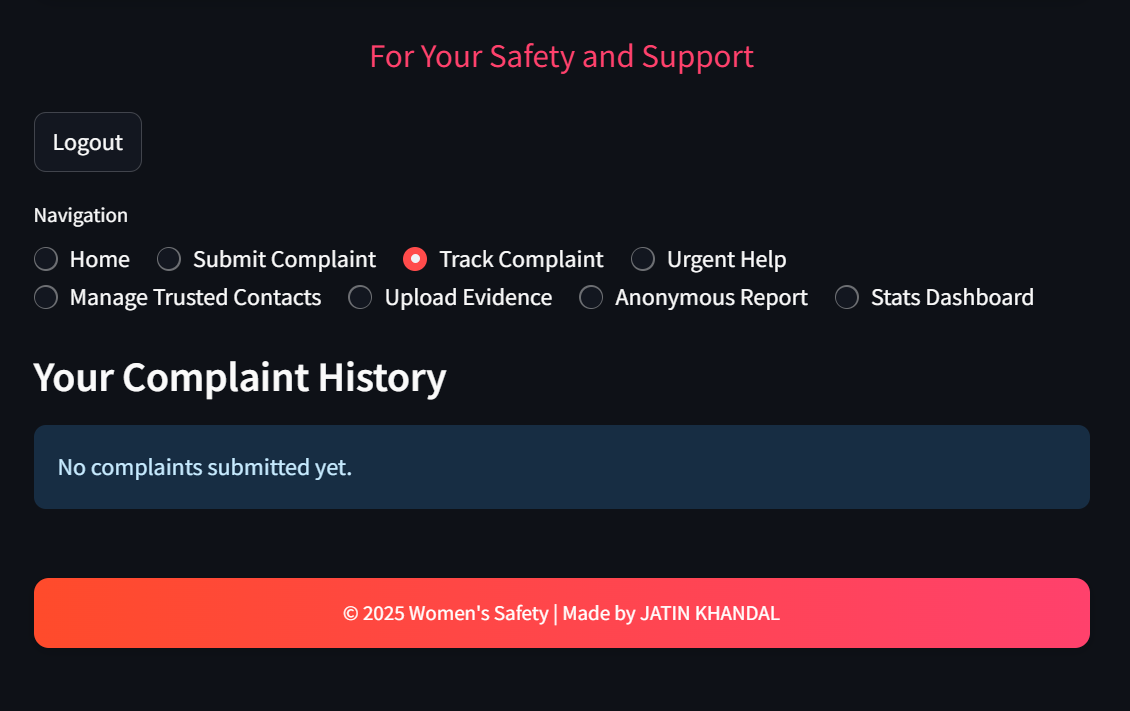 For Your Safety and Support
Logout
Navigation
Home Submit Complaint Track Complaint Urgent Help
Manage Trusted Contacts Upload Evidence Anonymous Report Stats Dashboard
Your Complaint History
No complaints submitted yet.
© 2025 Women's Safety | Made by JATIN KHANDAL